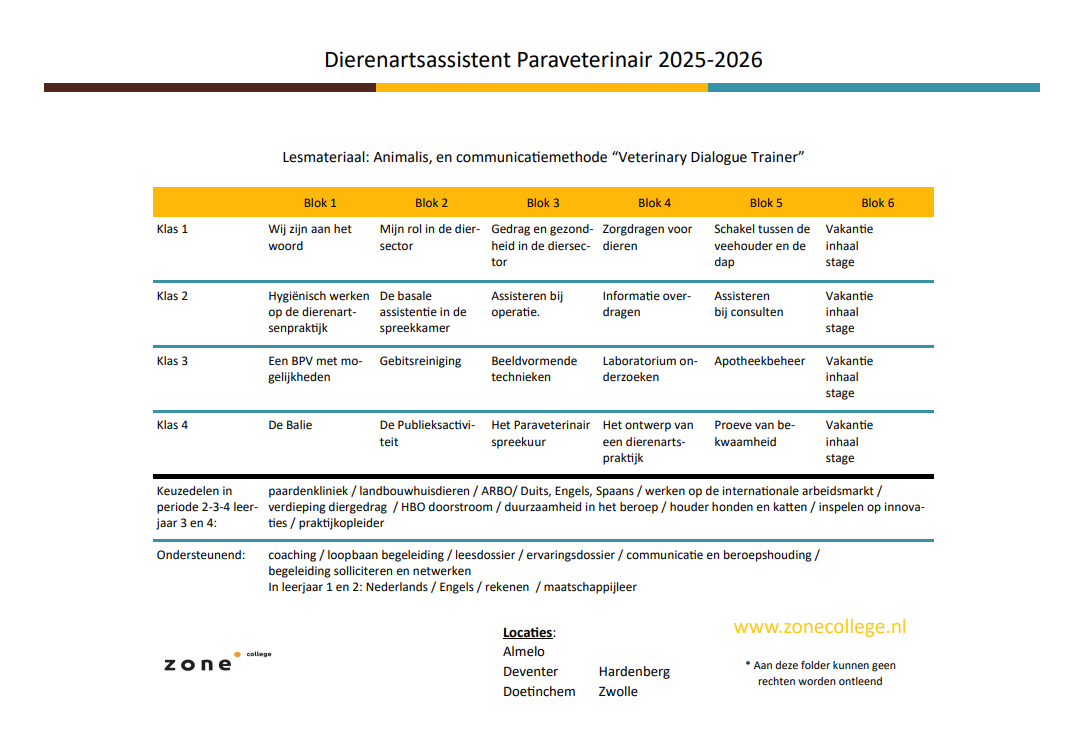 Dierenartsassistent Paraveterinair 2025-2026
Lesmateriaal: Animalis, en communicatiemethode “Veterinary Dialogue Trainer”
Blok 1 Blok 2 Blok 3 Blok 4 Blok 5 Blok 6
Klas 1 Wij zijn aan het Mijn rol in de dier- Gedrag en gezond- Zorgdragen voor Schakel tussen de Vakantie
woord sector heid in de diersec- dieren veehouder en de inhaal
tor dap stage
Klas 2 Hygiënisch werken De basale Assisteren bij Informatie over- Assisteren Vakantie
op de dierenart- assistentie in de operatie. dragen bij consulten inhaal
senpraktijk spreekkamer stage
Klas 3 Een BPV met mo- Gebitsreiniging Beeldvormende Laboratorium on- Apotheekbeheer Vakantie
gelijkheden technieken derzoeken inhaal
stage
Klas 4 De Balie De Publieksactivi- Het Paraveterinair Het ontwerp van Proeve van be- Vakantie
teit spreekuur een dierenarts- kwaamheid inhaal
praktijk stage
Keuzedelen in paardenkliniek / landbouwhuisdieren / ARBO/ Duits, Engels, Spaans / werken op de internationale arbeidsmarkt /
periode 2-3-4 leer- verdieping diergedrag / HBO doorstroom / duurzaamheid in het beroep / houder honden en katten / inspelen op innova-
jaar 3 en 4: ties / praktijkopleider
Ondersteunend: coaching / loopbaan begeleiding / leesdossier / ervaringsdossier / communicatie en beroepshouding /
begeleiding solliciteren en netwerken
In leerjaar 1 en 2: Nederlands / Engels / rekenen / maatschappijleer
zone college
Locaties:
Almelo
Deventer Hardenberg
Doetinchem Zwolle
www.zonecollege.nl
* Aan deze folder kunnen geen
rechten worden ontleend